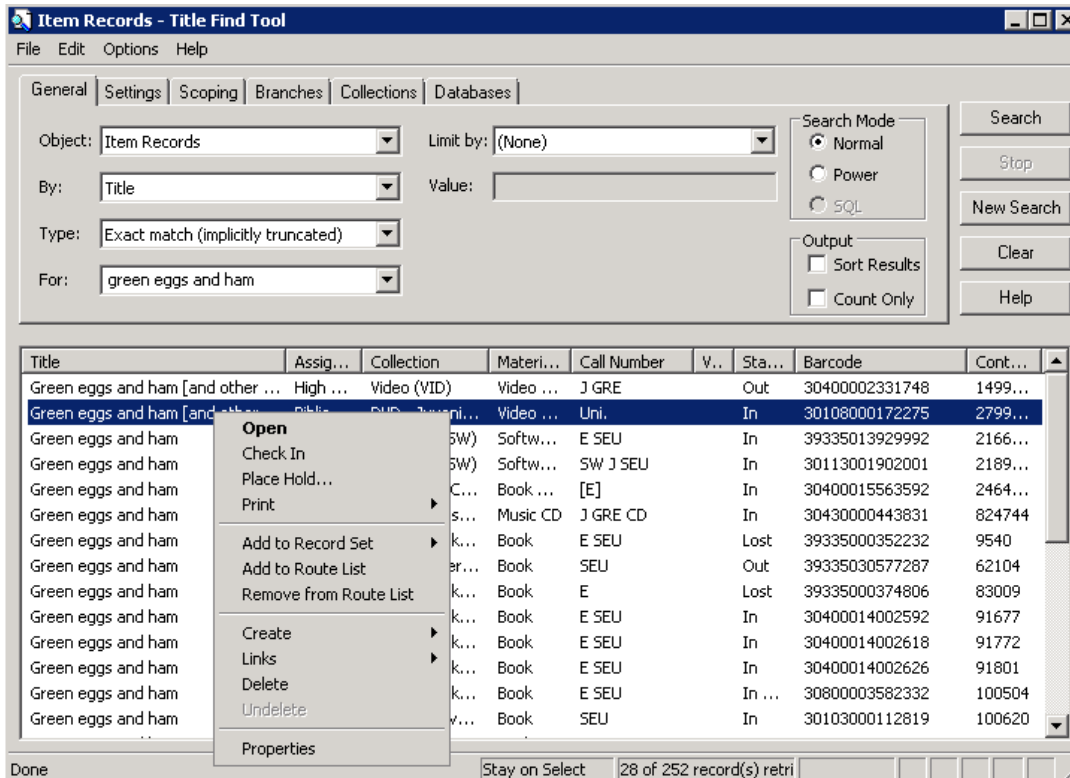 Item Records - Title Find Tool
File Edit Options Help
General Settings Scoping Branches Collections Databases
Object: Item Records Limit by: (None) Search Mode Search
Normal
By: Title Value: Power Stop
SQL New Search
Type: Exact match (implicitly truncated) Output Clear
For: green eggs and ham Sort Results
Count Only Help
Title Assig... Collection Materi... Call Number V... Sta... Barcode Cont...
Green eggs and ham [and other ... High ... Video (VID) Video ... J GRE Out 30400002331748 1499...
Green eggs and ham [and other Video ... Uni. In 30108000172275 2799...
Green eggs and ham Open SW) Softw... E SEU In 39335013929992 2166...
Green eggs and ham Check In SW) Softw... SW J SEU In 30113001902001 2189...
Green eggs and ham Place Hold... C... Book ... [E] In 30400015563592 2464...
Green eggs and ham Print s... Music CD J GRE CD In 30430000443831 824744
Green eggs and ham Add to Record Set k... Book E SEU Lost 39335000352232 9540
Green eggs and ham Add to Route List er... Book SEU Out 39335030577287 62104
Green eggs and ham Remove from Route List k... Book E Lost 39335000374806 83009
Green eggs and ham k... Book E SEU In 30400014002592 91677
Green eggs and ham Create k... Book E SEU In 30400014002618 91772
Green eggs and ham Links k... Book E SEU In 30400014002626 91801
Green eggs and ham Delete k... Book E SEU In ... 30800003582332 100504
Green eggs and ham Undelete v... Book SEU In 30103000112819 100620
Properties
Done Stay on Select 28 of 252 record(s) retri